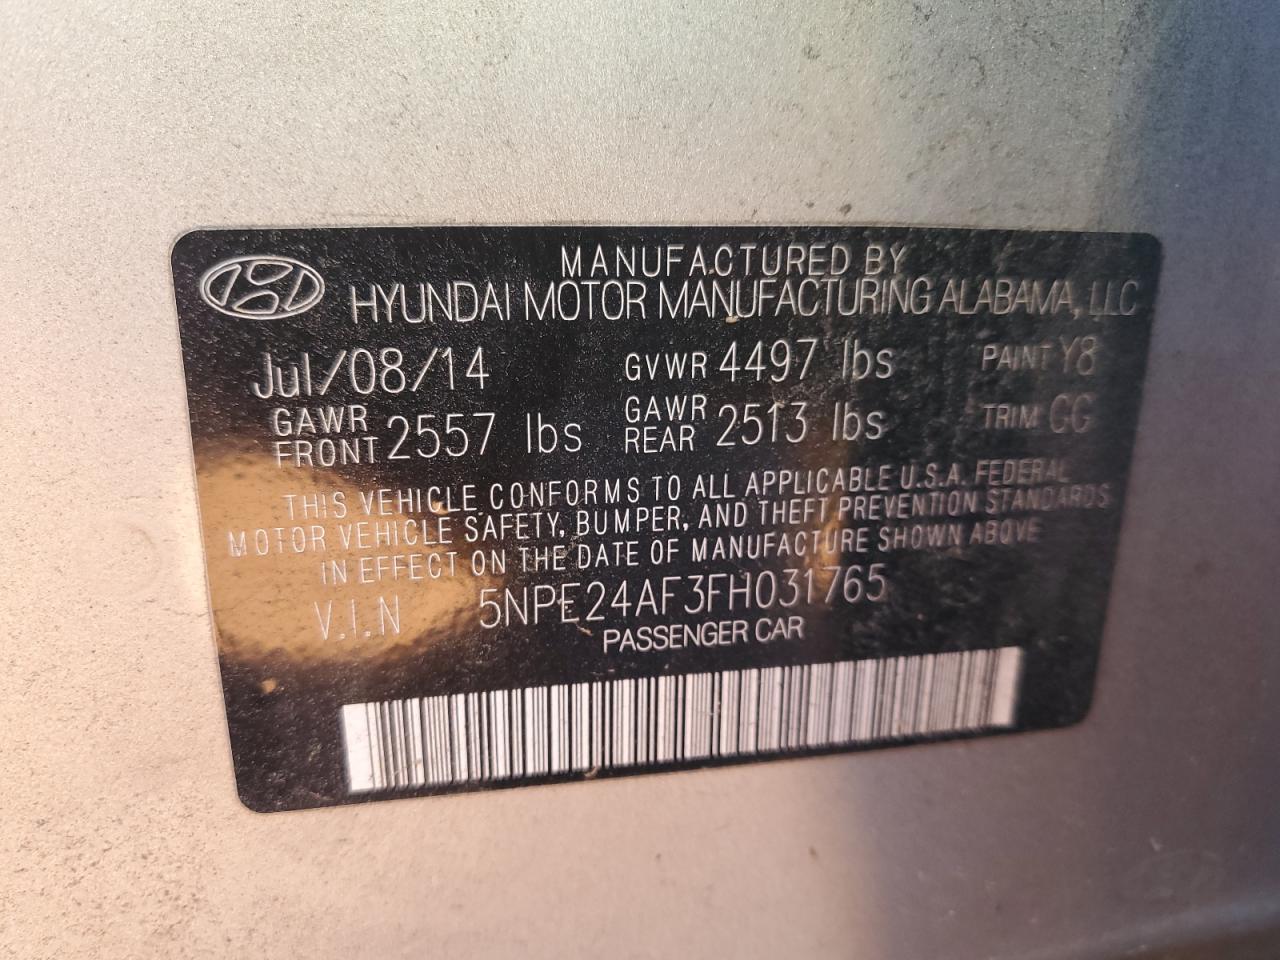 MANUFACTURED BY
HYUNDAI MOTOR MANUFACTURING ALABAMA, LLC
Jul/08/14 GVWR 4497 lbs PAINT Y8
GAWR FRONT 2557 lbs GAWR REAR 2513 lbs TRIM GG
THIS VEHICLE CONFORMS TO ALL APPLICABLE U.S.A. FEDERAL
MOTOR VEHICLE SAFETY, BUMPER, AND THEFT PREVENTION STANDARDS
IN EFFECT ON THE DATE OF MANUFACTURE SHOWN ABOVE
V.I.N 5NPE24AF3FH031765
PASSENGER CAR